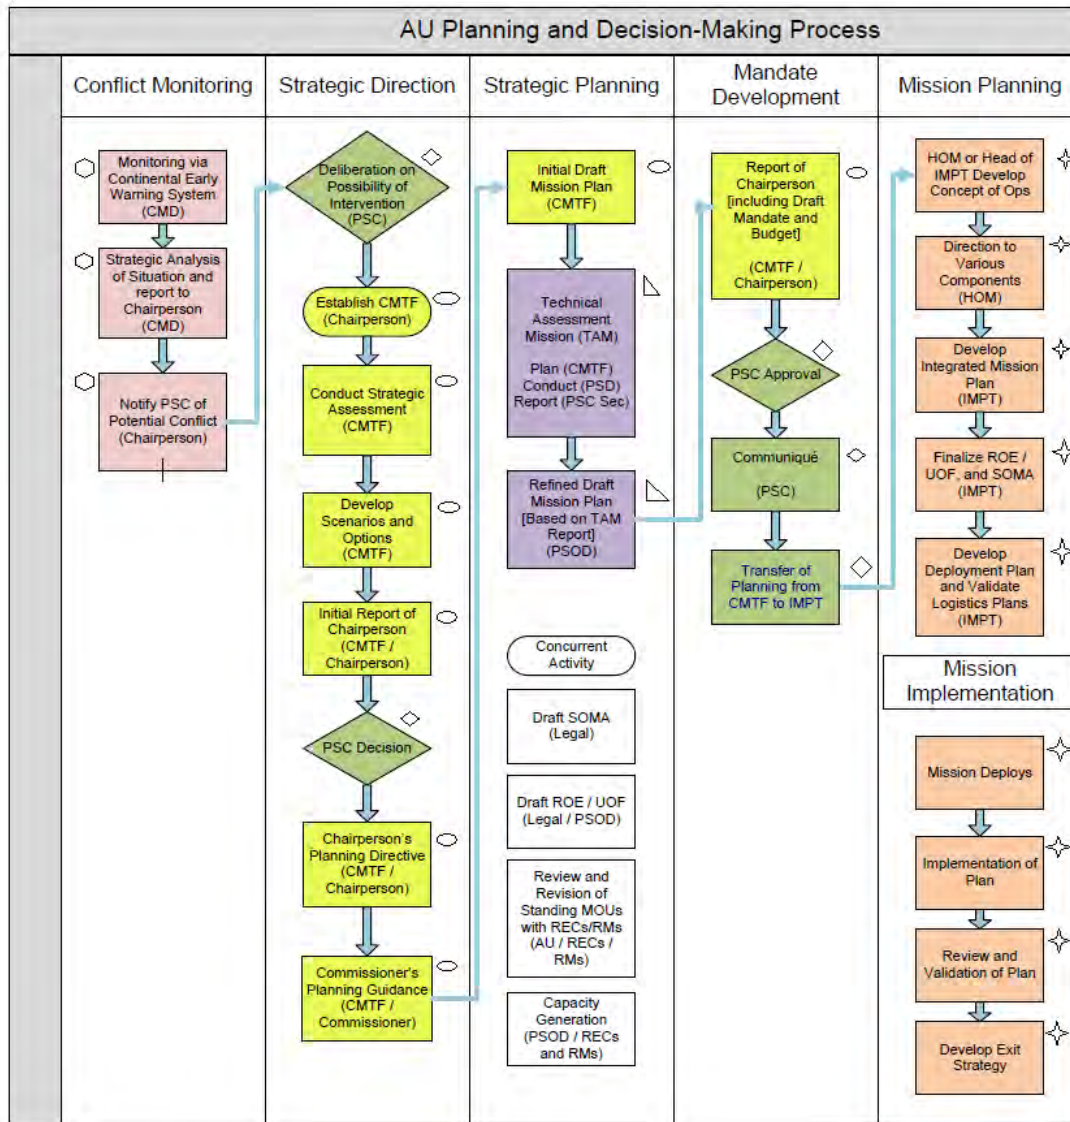 AU Planning and Decision-Making Process
Conflict Monitoring
Monitoring via
Continental Early
Warning System
(CMD)
Strategic Analysis
of Situation and
report to
Chairperson
(CMD)
Notify PSC of
Potential Conflict
(Chairperson)
Strategic Direction
Deliberation on
Possibility of
Intervention
(PSC)
Establish CMTF
(Chairperson)
Conduct Strategic
Assessment
(CMTF)
Develop
Scenarios and
Options
(CMTF)
Initial Report of
Chairperson
(CMTF /
Chairperson)
PSC Decision
Chairperson's
Planning Directive
(CMTF /
Chairperson)
Commissioner's
Planning Guidance
(CMTF /
Commissioner)
Strategic Planning
Initial Draft
Mission Plan
(CMTF)
Technical
Assessment
Mission (TAM)
Plan (CMTF)
Conduct (PSD)
Report (PSC Sec)
Refined Draft
Mission Plan
[Based on TAM
Report]
(PSOD)
Concurrent
Activity
Draft SOMA
(Legal)
Draft ROE / UOF
(Legal / PSOD)
Review and
Revision of
Standing MOUs
with RECs/RMs
(AU / RECs /
RMs)
Capacity
Generation
(PSOD / RECs
and RMs)
Mandate
Development
Report of
Chairperson
[including Draft
Mandate and
Budget]
(CMTF /
Chairperson)
PSC Approval
Communiqué
(PSC)
Transfer of
Planning from
CMTF to IMPT
Mission Planning
HOM or Head of
IMPT Develop
Concept of Ops
Direction to
Various
Components
(HOM)
Develop
Integrated Mission
Plan
(IMPT)
Finalize ROE /
UOF, and SOMA
(IMPT)
Develop
Deployment Plan
and Validate
Logistics Plans
(IMPT)
Mission
Implementation
Mission Deploys
Implementation of
Plan
Review and
Validation of Plan
Develop Exit
Strategy